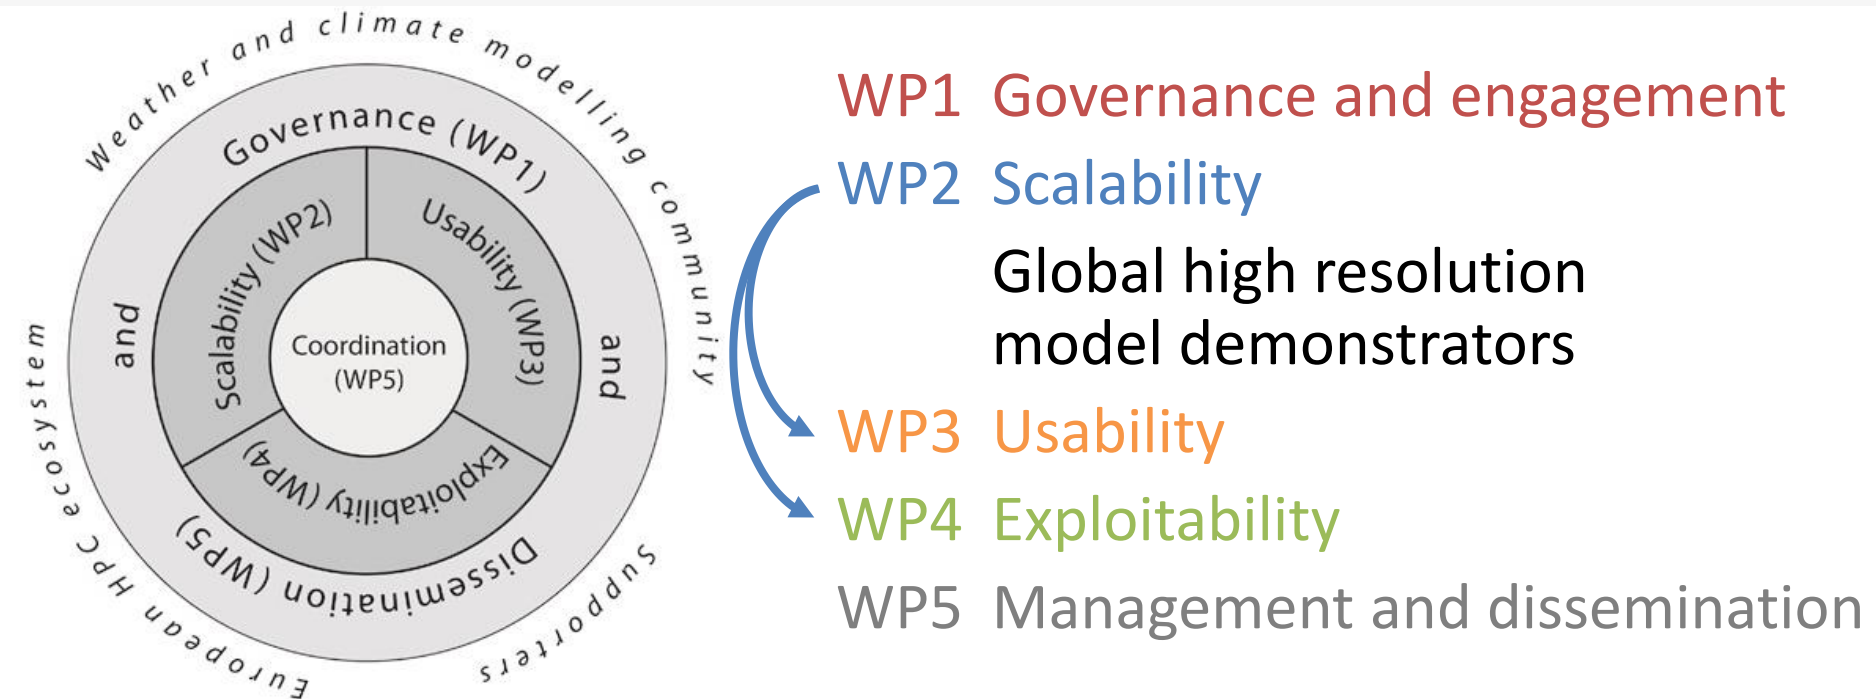 Weather and climate modelling community
Governance (WP1)
and
and
Scalability (WP2)
Usability (WP3)
Coordination
(WP5)
Exploitability (WP4)
Dissemination (WP5)
European HPC ecosystem
Supporters
WP1 Governance and engagement
WP2 Scalability
Global high resolution
model demonstrators
WP3 Usability
WP4 Exploitability
WP5 Management and dissemination